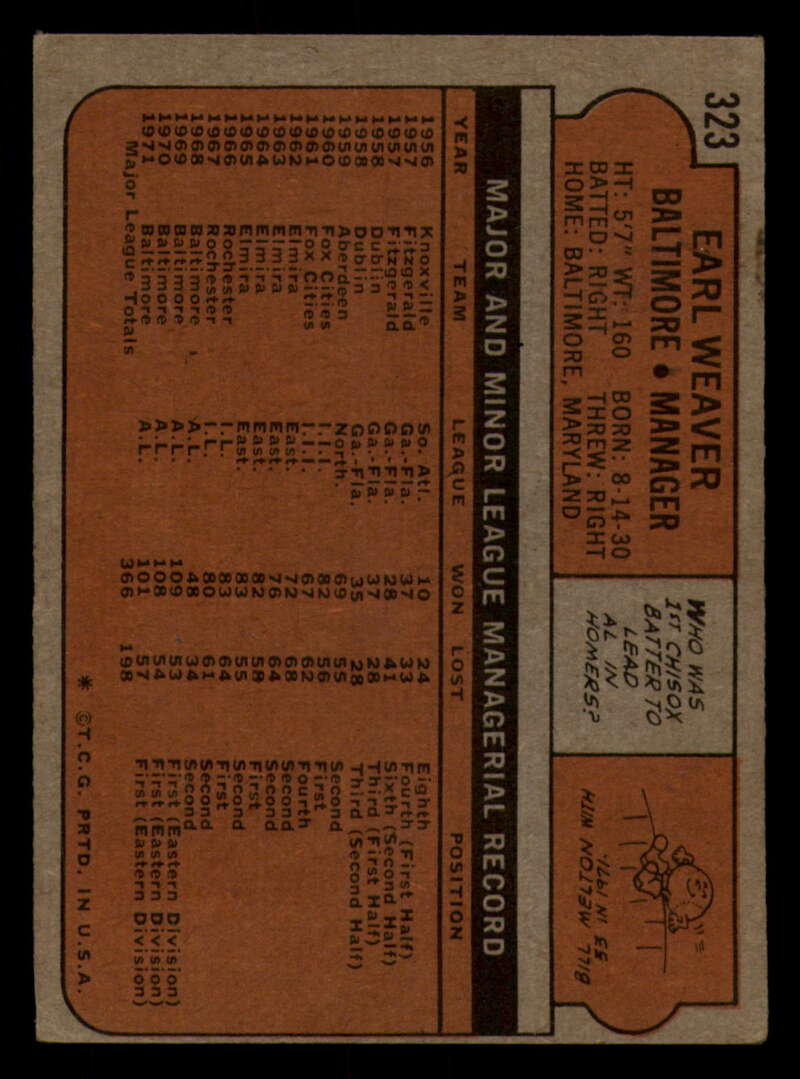 323
EARL WEAVER
BALTIMORE • MANAGER
HT: 5'7" WT: 160 BORN: 8-14-30
BATTED: RIGHT THREW: RIGHT
HOME: BALTIMORE, MARYLAND
WHO WAS
1ST CHISOX
BATTER TO
LEAD
AL IN
HOMERS?
BILL MELTON WITH
33 IN 1971.
MAJOR AND MINOR LEAGUE MANAGERIAL RECORD
YEAR TEAM LEAGUE WON LOST POSITION
1956 Knoxville So. Atl. 10 24 Eighth
1957 Fitzgerald Ga.-Fla. 37 33 Fourth (First Half)
1957 Fitzgerald Ga.-Fla. 28 41 Sixth (Second Half)
1958 Dublin Ga.-Fla. 37 28 Third (First Half)
1958 Dublin Ga.-Fla. 35 28 Third (Second Half)
1959 Aberdeen North. 69 55 Second
1960 Fox Cities I.I.I. 82 56 First
1961 Fox Cities I.I.I. 67 62 Fourth
1962 Elmira East. 72 68 Second
1963 Elmira East. 76 64 Second
1964 Elmira East. 82 58 First
1965 Elmira East. 83 55 Second
1966 Rochester I.L. 83 64 First
1967 Rochester I.L. 80 61 Second
1968 Baltimore A.L. 48 34 Second
1969 Baltimore A.L. 109 53 First (Eastern Division)
1970 Baltimore A.L. 108 54 First (Eastern Division)
1971 Baltimore A.L. 101 57 First (Eastern Division)
Major League Totals 366 198
* ©T.C.G. PRTD. IN U.S.A.